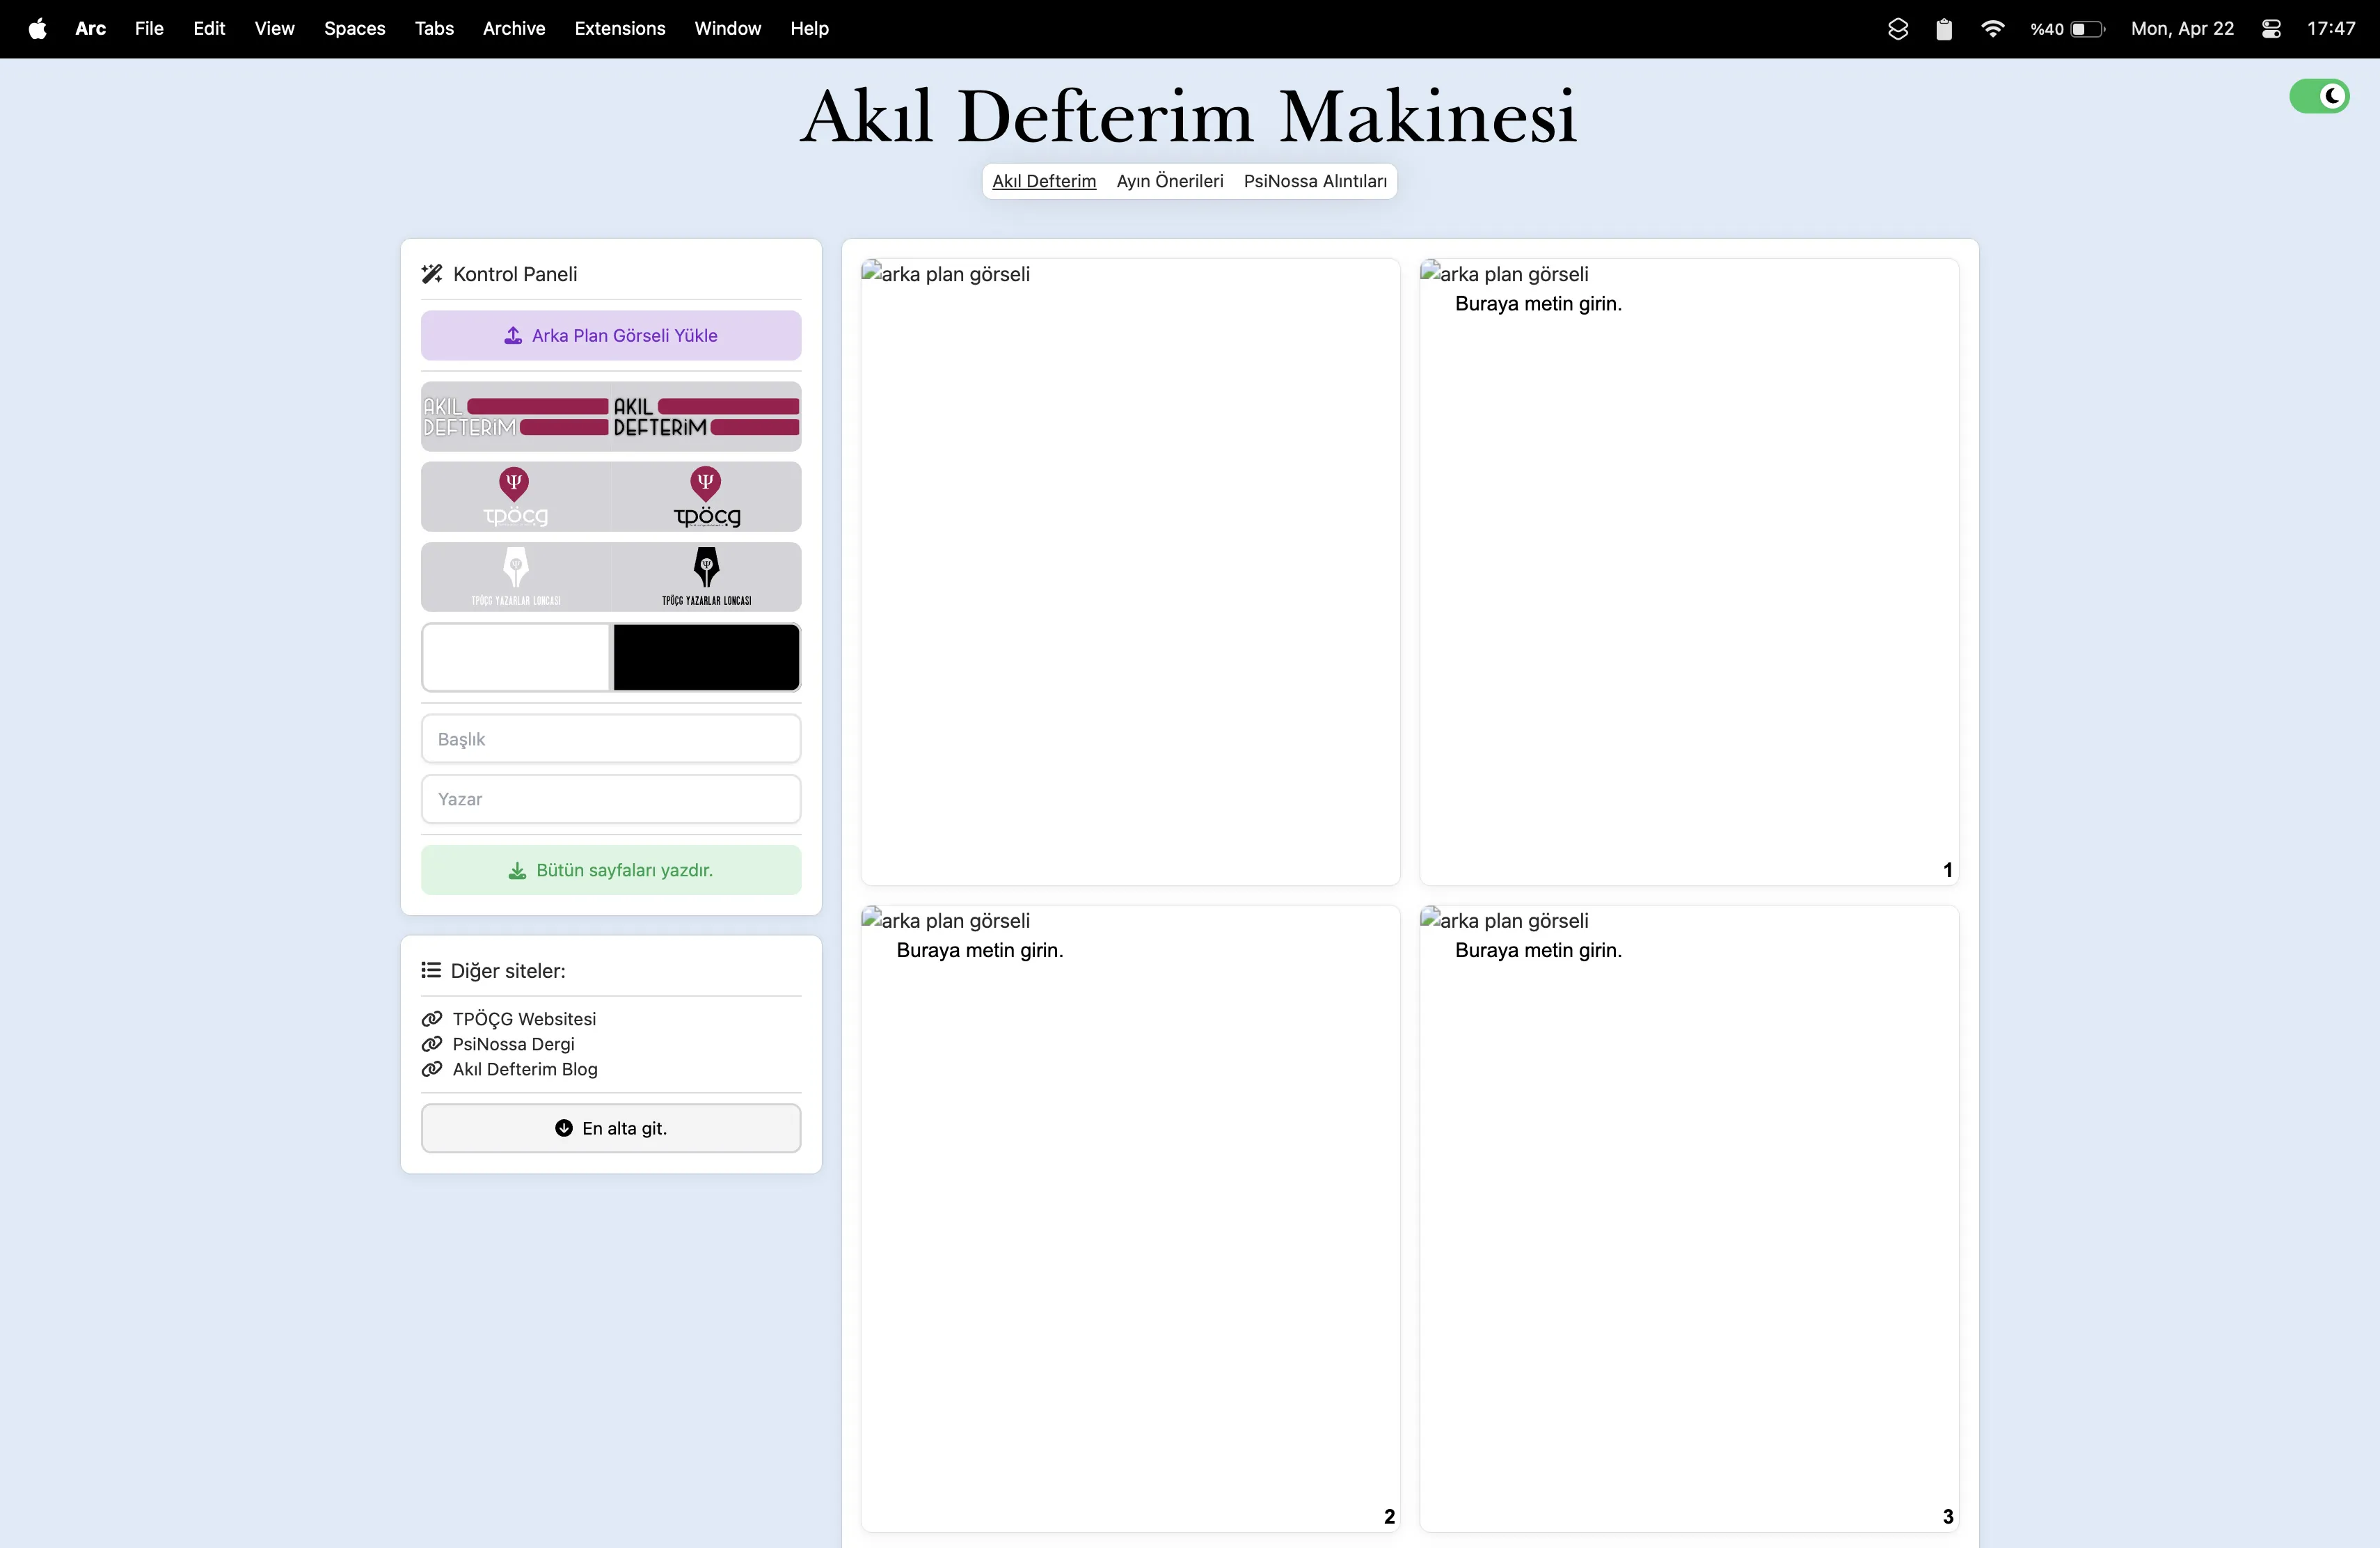 Arc File Edit View Spaces Tabs Archive Extensions Window Help %40 Mon, Apr 22 17:47
Akıl Defterim Makinesi
Akıl Defterim Ayın Önerileri PsiNossa Alıntıları
Kontrol Paneli
Arka Plan Görseli Yükle
AKIL
DEFTERİM
AKIL
DEFTERİM
Ψ
tpöçg
Ψ
tpöçg
Ψ
TPÖÇG YAZARLAR LONCASI
Ψ
TPÖÇG YAZARLAR LONCASI
Başlık
Yazar
Bütün sayfaları yazdır.
Diğer siteler:
TPÖÇG Websitesi
PsiNossa Dergi
Akıl Defterim Blog
En alta git.
arka plan görseli
arka plan görseli
Buraya metin girin.
1
arka plan görseli
Buraya metin girin.
2
arka plan görseli
Buraya metin girin.
3